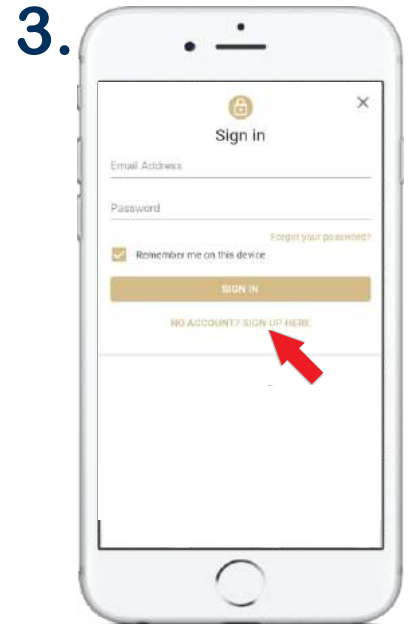 3.
Sign in
Email Address
Password
Forgot your password?
Remember me on this device
SIGN IN
NO ACCOUNT? SIGN UP HERE